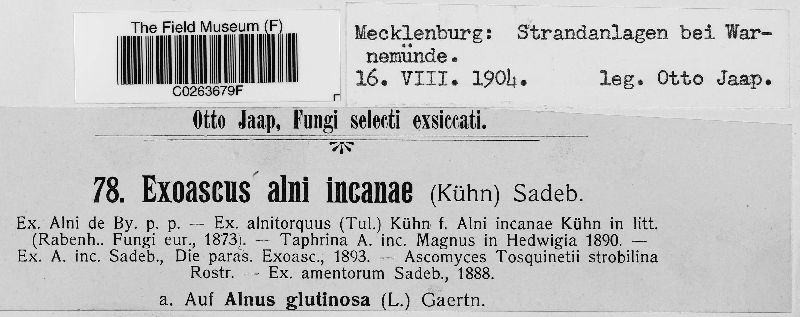 The Field Museum (F)
C0263679F
Mecklenburg: Strandanlagen bei War-
nemünde.
16. VIII. 1904. leg. Otto Jaap.
Otto Jaap, Fungi selecti exsiccati.
78. Exoascus alni incanae (Kühn) Sadeb.
Ex. Alni de By. p. p. — Ex. alnitorquus (Tul.) Kühn f. Alni incanae Kühn in litt.
(Rabenh.. Fungi eur., 1873). — Taphrina A. inc. Magnus in Hedwigia 1890. —
Ex. A. inc. Sadeb., Die paras. Exoasc., 1893. — Ascomyces Tosquinetii strobilina
Rostr. - Ex. amentorum Sadeb., 1888.
a. Auf Alnus glutinosa (L.) Gaertn.